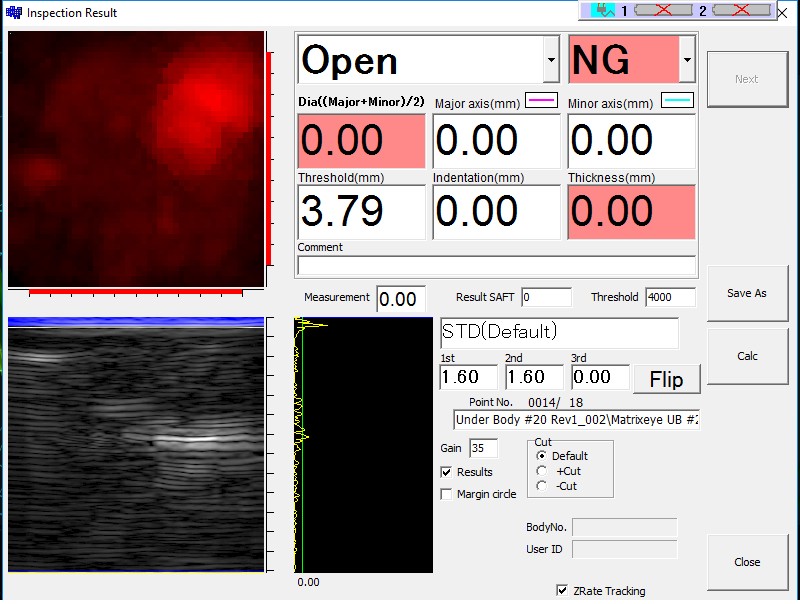 Inspection Result
1 2
Open NG
Next
Dia((Major+Minor)/2) Major axis(mm) Minor axis(mm)
0.00 0.00 0.00
Threshold(mm) Indentation(mm) Thickness(mm)
3.79 0.00 0.00
Comment
Measurement 0.00 Result SAFT 0 Threshold 4000
Save As
STD(Default)
Calc
1st 2nd 3rd
1.60 1.60 0.00 Flip
Point No. 0014/ 18
Under Body #20 Rev1_002\Matrixeye UB #2
Gain 35
Cut
Default
+Cut
-Cut
Results
Margin circle
BodyNo.
User ID
Close
0.00
ZRate Tracking